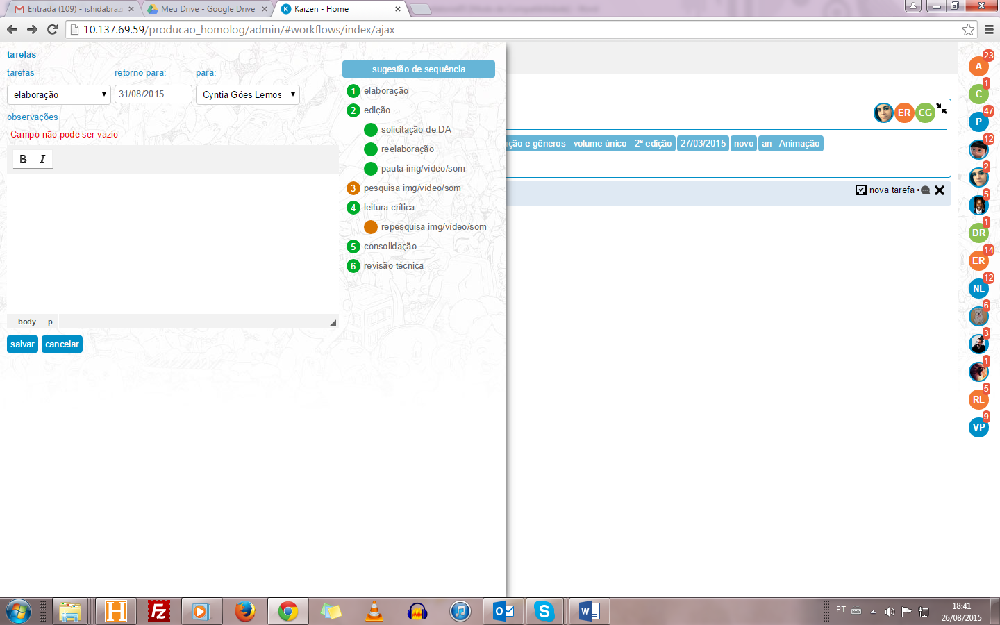 Entrada (109) - ishidabraz
Meu Drive - Google Drive
Kaizen - Home
10.137.69.59/producao_homolog/admin/#workflows/index/ajax
tarefas
tarefas
retorno para:
para:
elaboração
31/08/2015
Cyntia Góes Lemos
observações
Campo não pode ser vazio
B I
body p
salvar cancelar
sugestão de sequência
1 elaboração
2 edição
solicitação de DA
reelaboração
pauta img/vídeo/som
3 pesquisa img/vídeo/som
4 leitura crítica
repesquisa img/vídeo/som
5 consolidação
6 revisão técnica
ER CG
ução e gêneros - volume único - 2ª edição 27/03/2015 novo an - Animação
nova tarefa •
A 23
C 1
P 47
12
2
5
DR 1
ER 14
NL 12
6
3
1
RL 5
VP 9
PT
18:41
26/08/2015